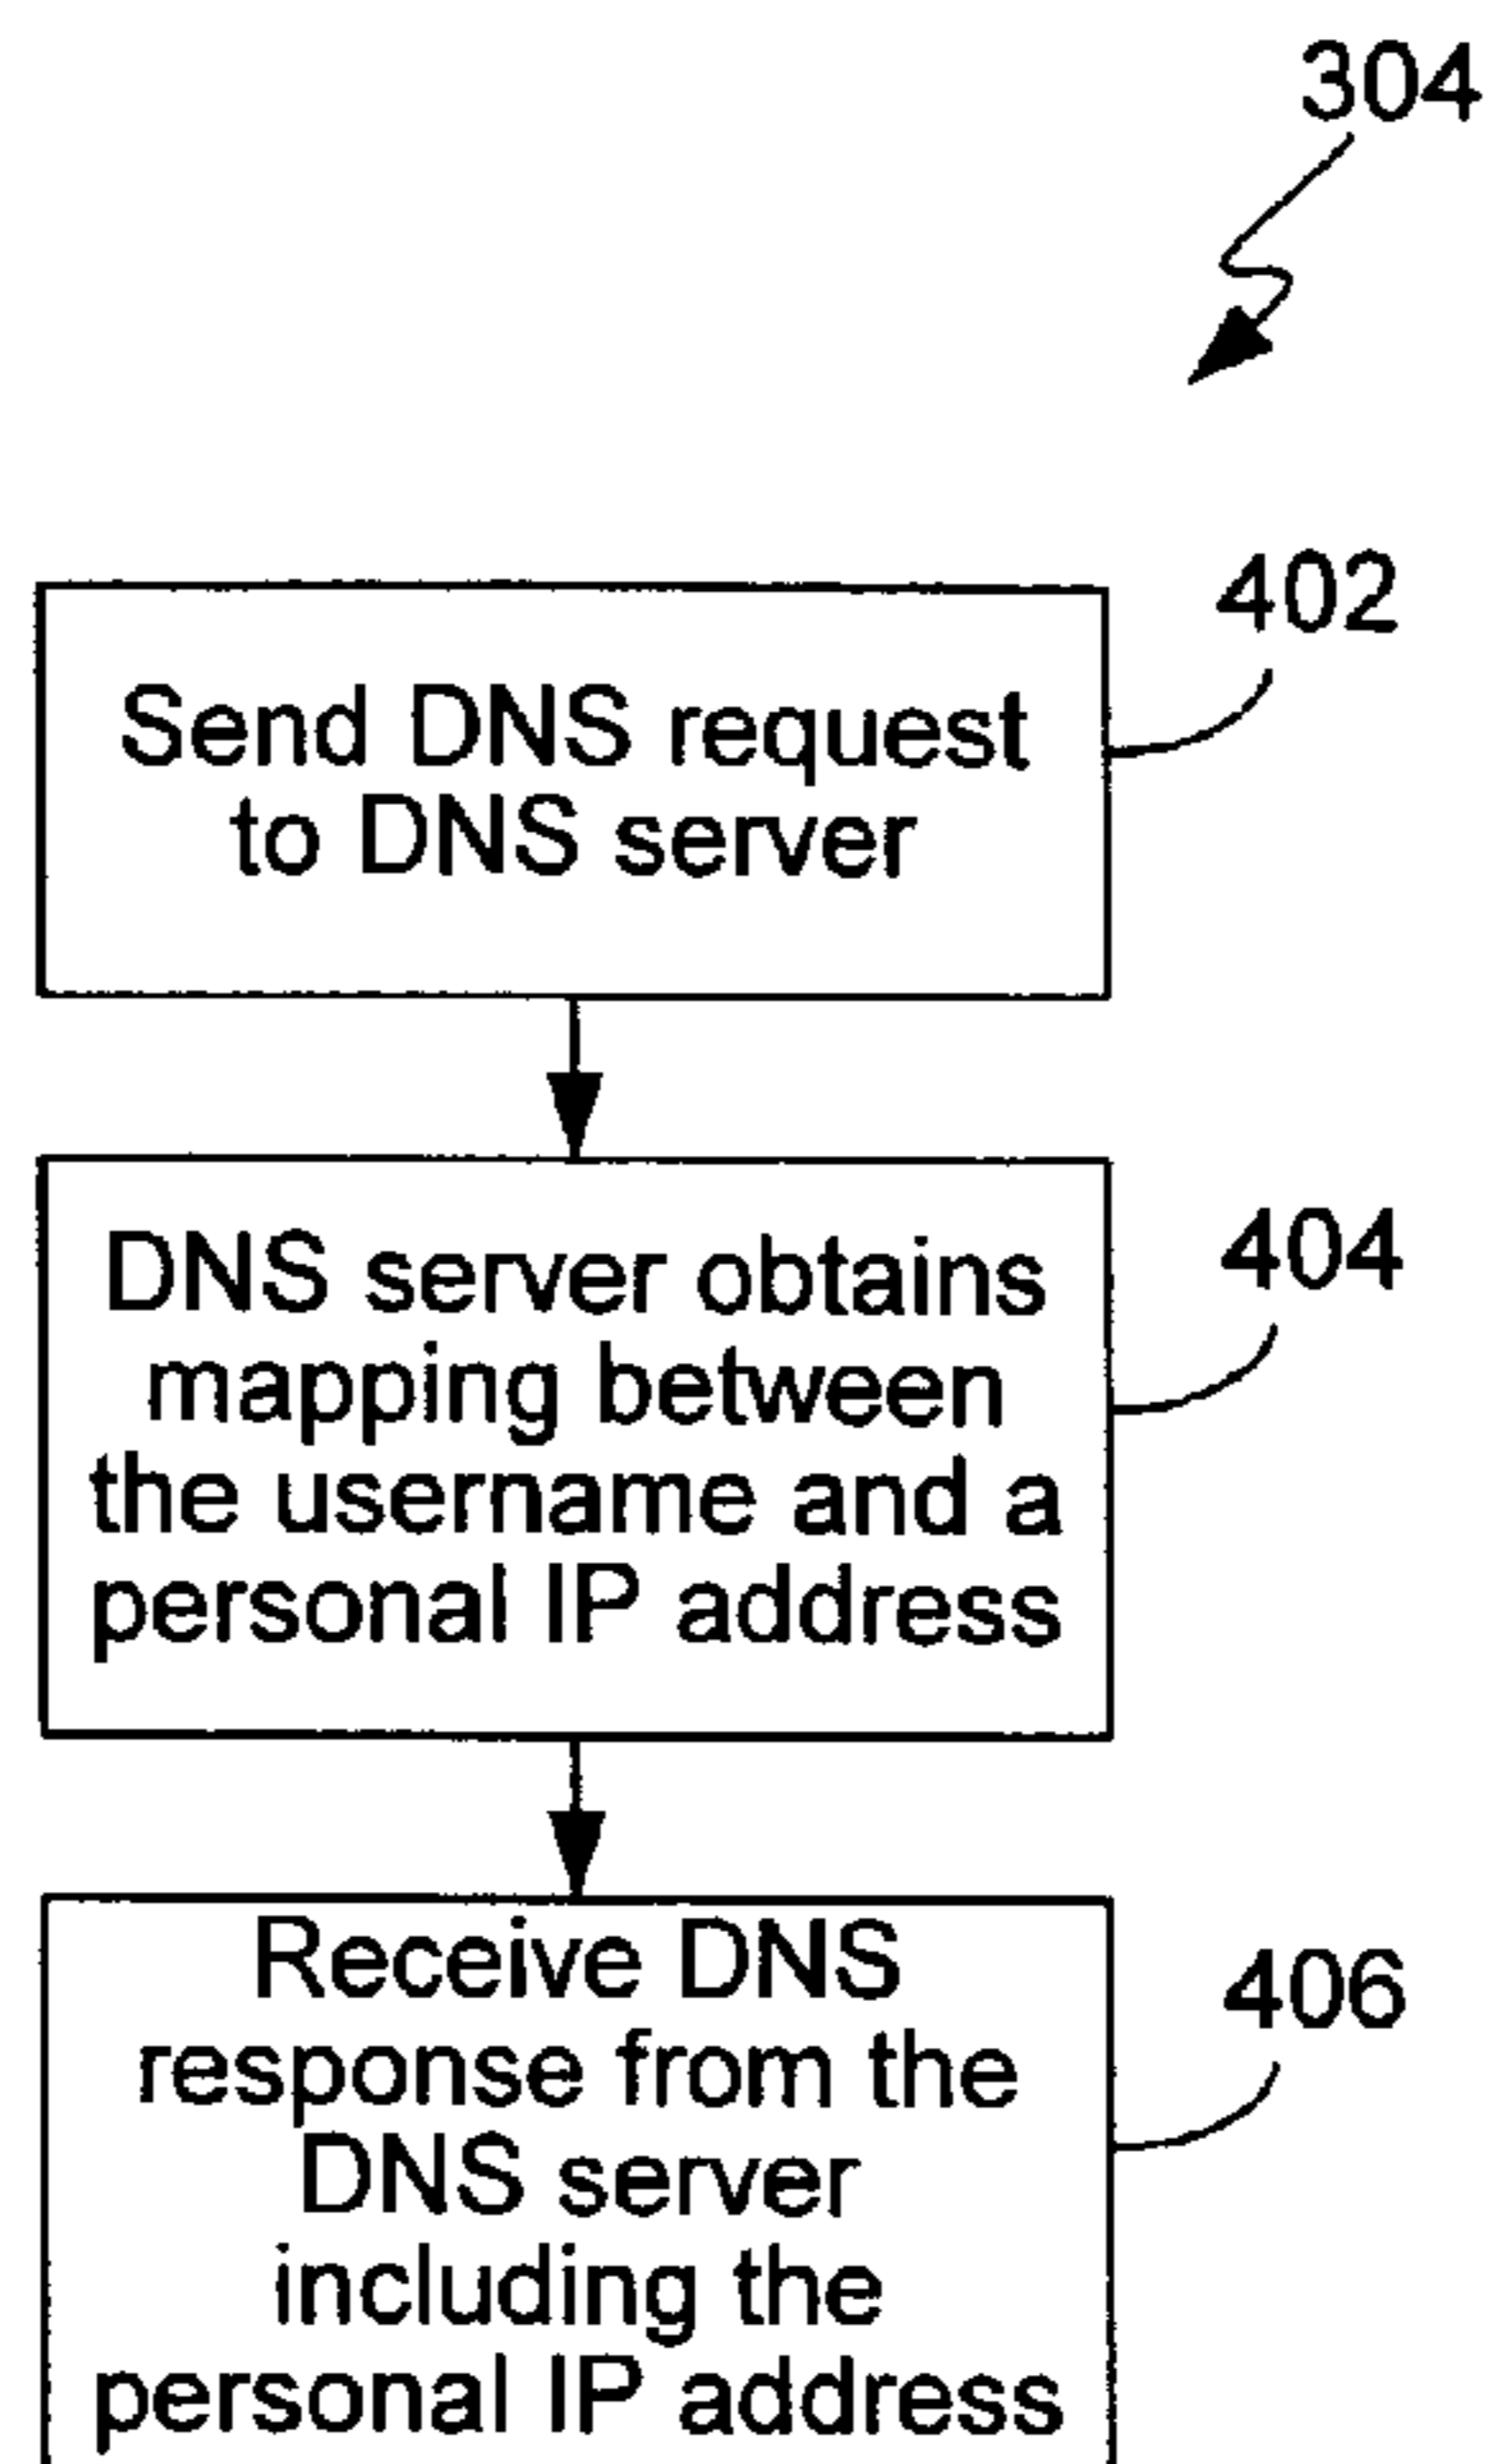 304
402
Send DNS request
to DNS server
404
DNS server obtains
mapping between
the username and a
personal IP address
406
Receive DNS
response from the
DNS server
including the
personal IP address